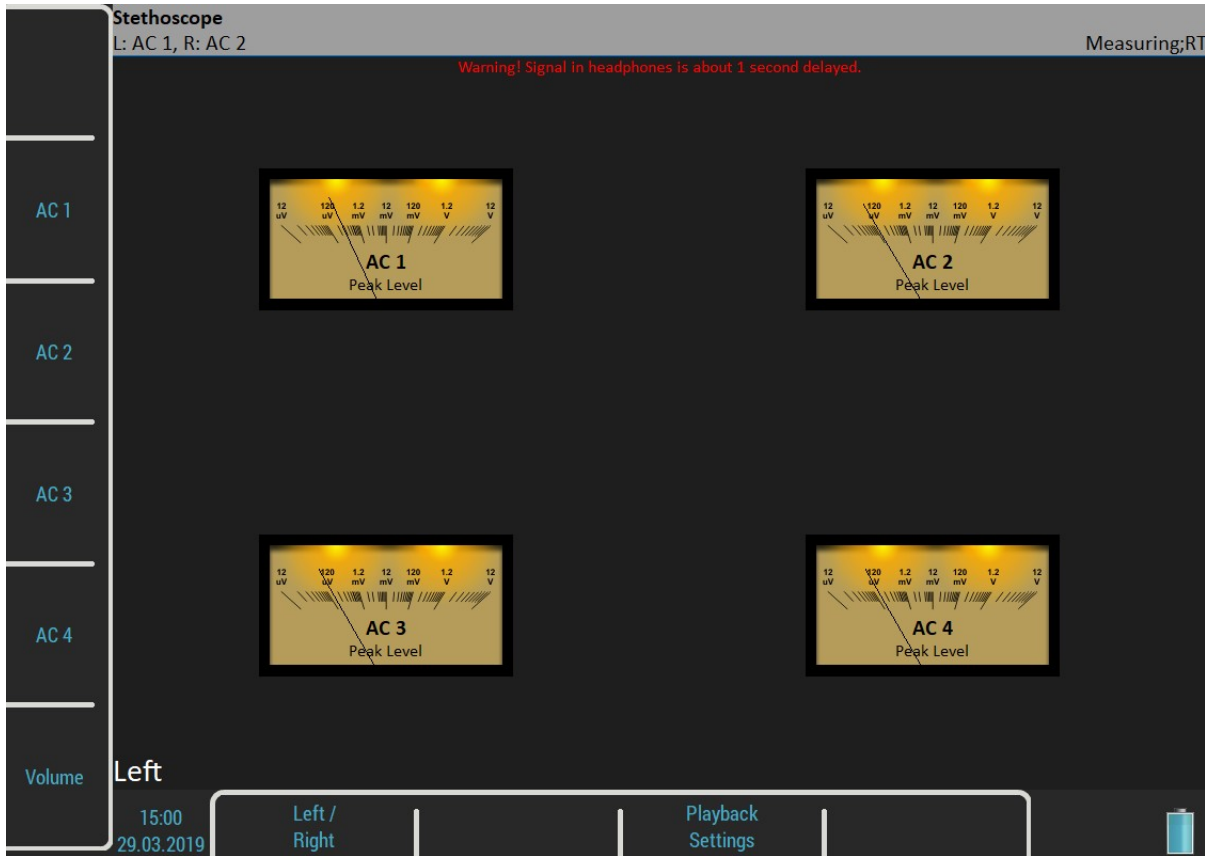 Stethoscope
L: AC 1, R: AC 2
Measuring;RT
Warning! Signal in headphones is about 1 second delayed.
AC 1
AC 2
AC 3
AC 4
Volume
12 120 1.2 12 120 1.2 12
uV uV mV mV mV V V
AC 1
Peak Level
12 120 1.2 12 120 1.2 12
uV uV mV mV mV V V
AC 2
Peak Level
12 120 1.2 12 120 1.2 12
uV uV mV mV mV V V
AC 3
Peak Level
12 120 1.2 12 120 1.2 12
uV uV mV mV mV V V
AC 4
Peak Level
Left
15:00
29.03.2019
Left /
Right
Playback
Settings